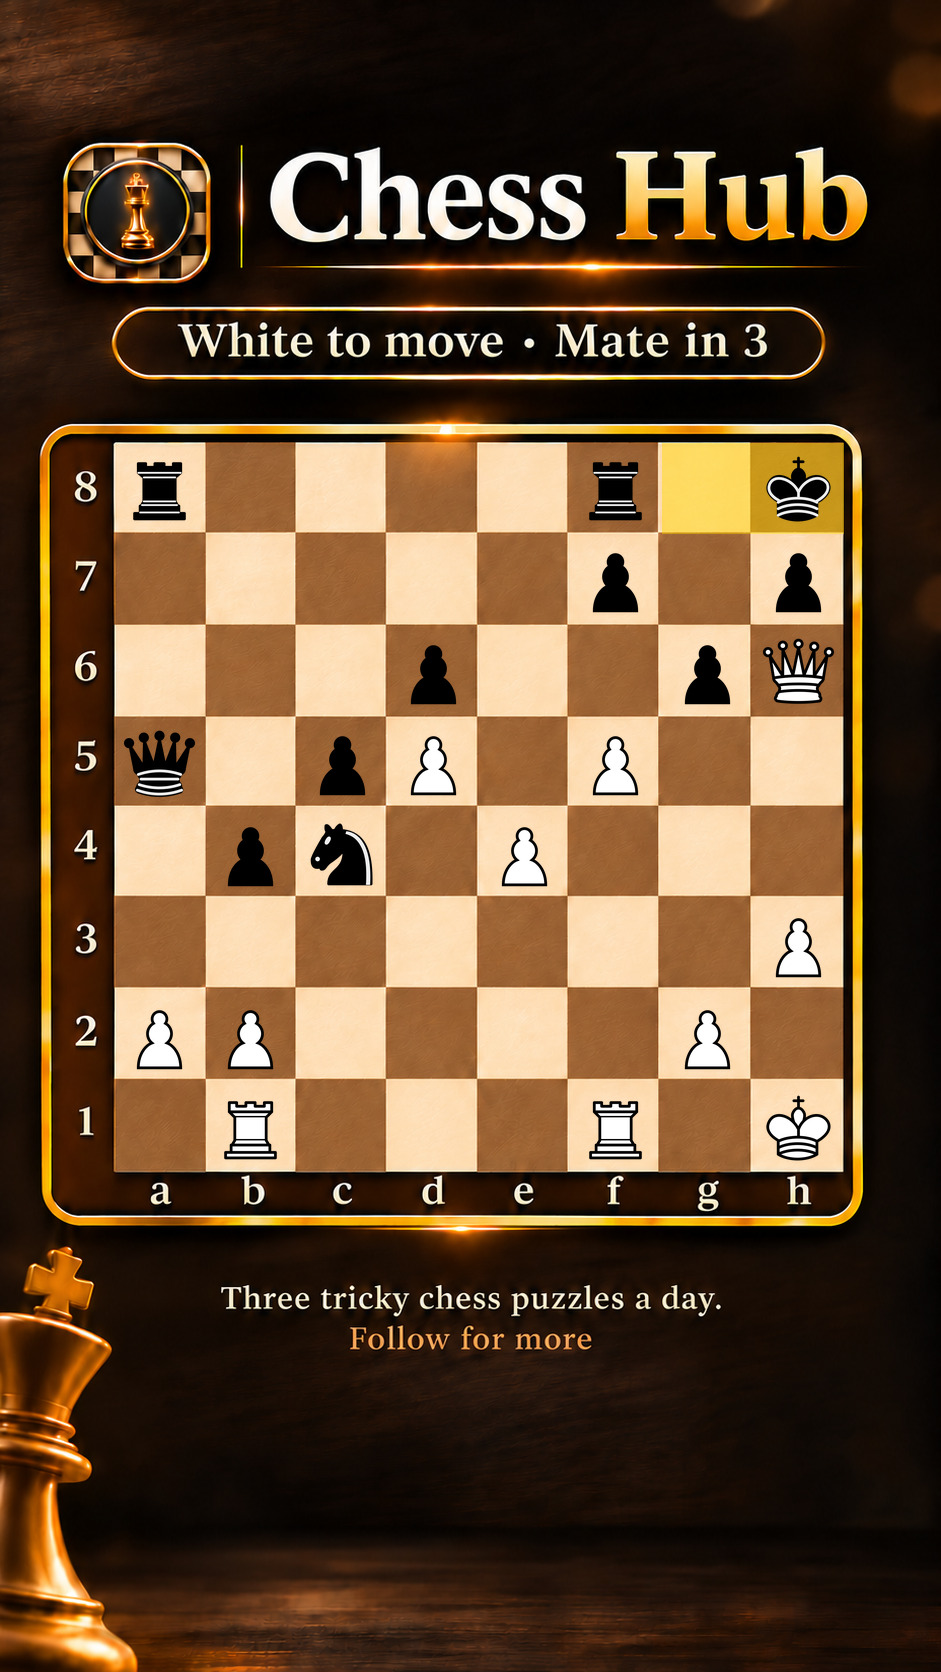 Chess Hub
White to move • Mate in 3
8
7
6
5
4
3
2
1
a b c d e f g h
Three tricky chess puzzles a day.
Follow for more